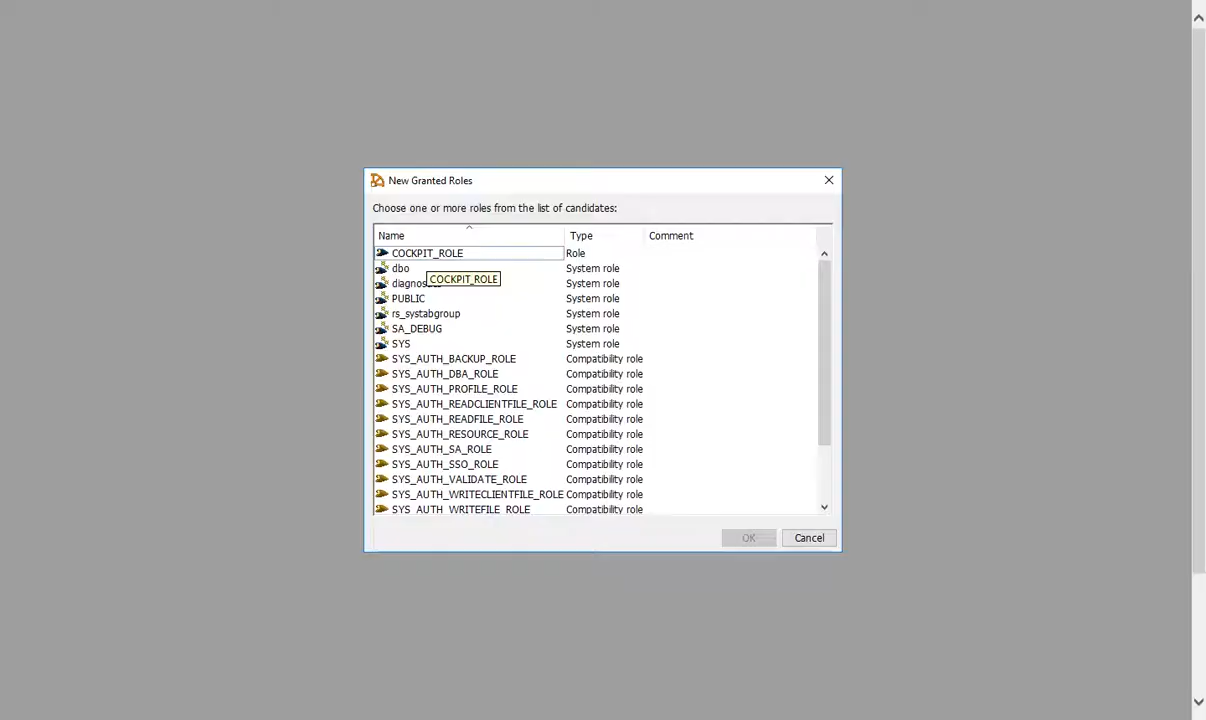 New Granted Roles
Choose one or more roles from the list of candidates:
Name Type Comment
COCKPIT_ROLE Role
dbo System role
COCKPIT_ROLE
System role
PUBLIC System role
rs_systabgroup System role
SA_DEBUG System role
SYS System role
SYS_AUTH_BACKUP_ROLE Compatibility role
SYS_AUTH_DBA_ROLE Compatibility role
SYS_AUTH_PROFILE_ROLE Compatibility role
SYS_AUTH_READCLIENTFILE_ROLE Compatibility role
SYS_AUTH_READFILE_ROLE Compatibility role
SYS_AUTH_RESOURCE_ROLE Compatibility role
SYS_AUTH_SA_ROLE Compatibility role
SYS_AUTH_SSO_ROLE Compatibility role
SYS_AUTH_VALIDATE_ROLE Compatibility role
SYS_AUTH_WRITECLIENTFILE_ROLE Compatibility role
SYS_AUTH_WRITEFILE_ROLE Compatibility role
OK Cancel